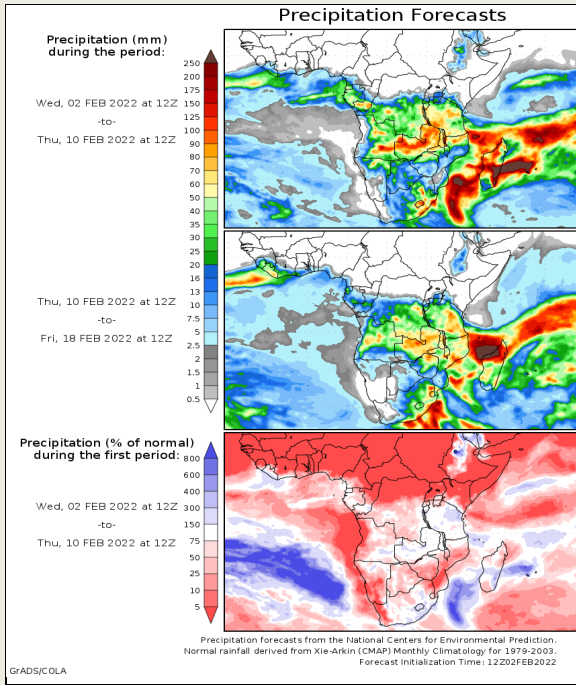 Precipitation Forecasts
Precipitation (mm)
during the period:
Wed, 02 FEB 2022 at 12Z
-to-
Thu, 10 FEB 2022 at 12Z
250
200
175
150
125
100
90
80
70
60
50
40
35
30
25
20
16
13
10
7.5
5
2.5
2
1.5
1
0.5
Thu, 10 FEB 2022 at 12Z
-to-
Fri, 18 FEB 2022 at 12Z
Precipitation (% of normal)
during the first period:
Wed, 02 FEB 2022 at 12Z
-to-
Thu, 10 FEB 2022 at 12Z
800
600
400
300
150
75
50
25
10
5
Precipitation forecasts from the National Centers for Environmental Prediction.
Normal rainfall derived from Xie-Arkin (CMAP) Monthly Climatology for 1979-2003.
Forecast Initialization Time: 12Z02FEB2022
GrADS/COLA